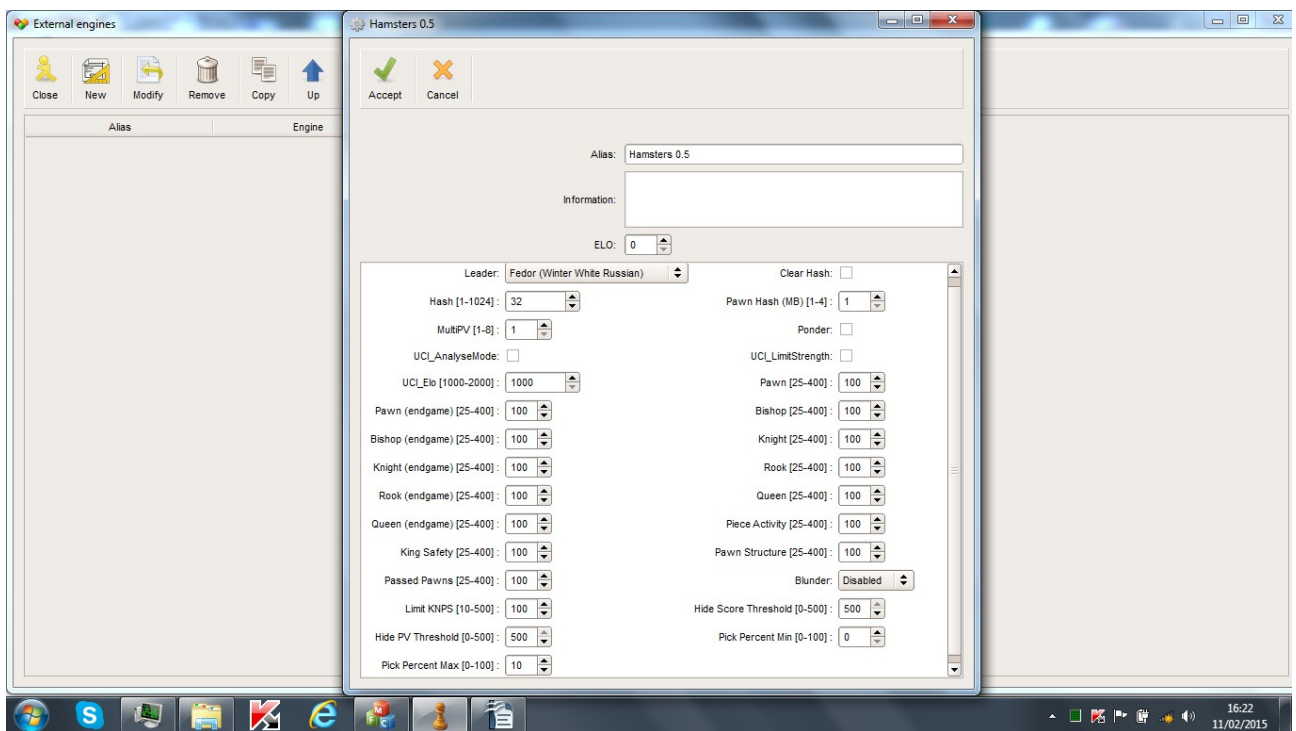 External engines
Hamsters 0.5
Close New Modify Remove Copy Up
Accept Cancel
Alias Engine
Alias: Hamsters 0.5
Information:
ELO: 0
Leader: Fedor (Winter White Russian) Clear Hash:
Hash [1-1024] : 32 Pawn Hash (MB) [1-4] : 1
MultiPV [1-8] : 1 Ponder:
UCI_AnalyseMode: UCI_LimitStrength:
UCI_Elo [1000-2000] : 1000 Pawn [25-400] : 100
Pawn (endgame) [25-400] : 100 Bishop [25-400] : 100
Bishop (endgame) [25-400] : 100 Knight [25-400] : 100
Knight (endgame) [25-400] : 100 Rook [25-400] : 100
Rook (endgame) [25-400] : 100 Queen [25-400] : 100
Queen (endgame) [25-400] : 100 Piece Activity [25-400] : 100
King Safety [25-400] : 100 Pawn Structure [25-400] : 100
Passed Pawns [25-400] : 100 Blunder: Disabled
Limit KNPS [10-500] : 100 Hide Score Threshold [0-500] : 500
Hide PV Threshold [0-500] : 500 Pick Percent Min [0-100] : 0
Pick Percent Max [0-100] : 10
16:22
11/02/2015